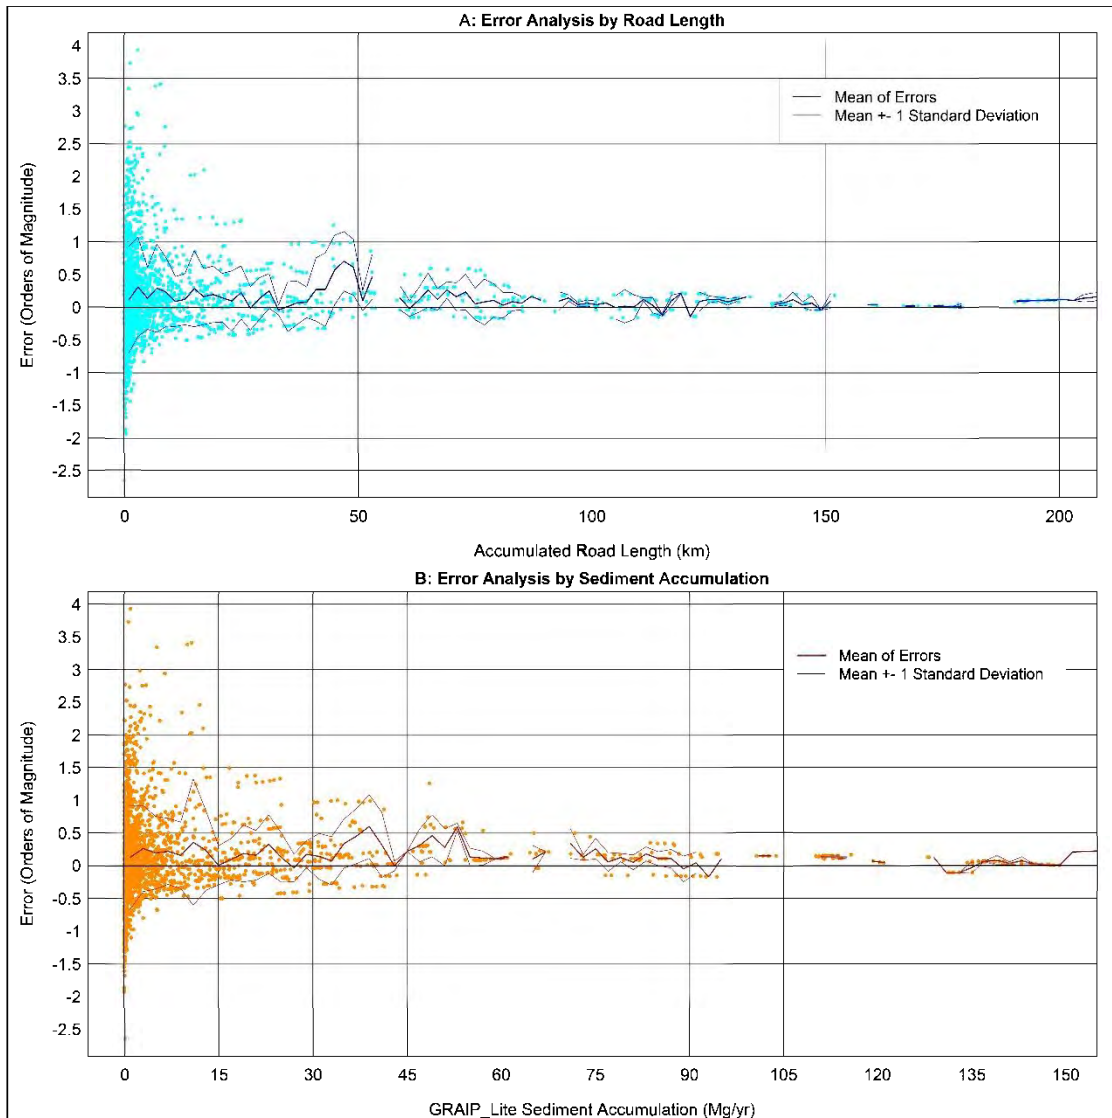 A: Error Analysis by Road Length
4
3.5
3
2.5
2
1.5
1
0.5
0
-0.5
-1
-1.5
-2
-2.5
Error (Orders of Magnitude)
Mean of Errors
Mean +- 1 Standard Deviation
0 50 100 150 200
Accumulated Road Length (km)
B: Error Analysis by Sediment Accumulation
4
3.5
3
2.5
2
1.5
1
0.5
0
-0.5
-1
-1.5
-2
-2.5
Error (Orders of Magnitude)
Mean of Errors
Mean +- 1 Standard Deviation
0 15 30 45 60 75 90 105 120 135 150
GRAIP_Lite Sediment Accumulation (Mg/yr)